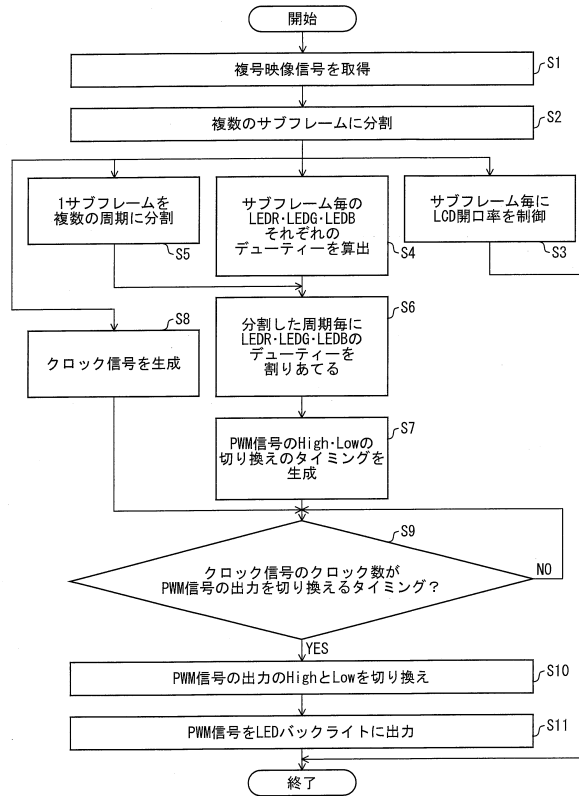 開始
複号映像信号を取得
S1
複数のサブフレームに分割
S2
1サブフレームを
複数の周期に分割
S5
サブフレーム毎の
LEDR・LEDG・LEDB
それぞれの
デューティーを算出
S4
サブフレーム毎に
LCD開口率を制御
S3
クロック信号を生成
S8
分割した周期毎に
LEDR・LEDG・LEDBの
デューティーを
割りあてる
S6
PWM信号のHigh・Lowの
切り換えのタイミングを
生成
S7
クロック信号のクロック数が
PWM信号の出力を切り換えるタイミング？
S9
NO
YES
PWM信号の出力のHighとLowを切り換え
S10
PWM信号をLEDバックライトに出力
S11
終了